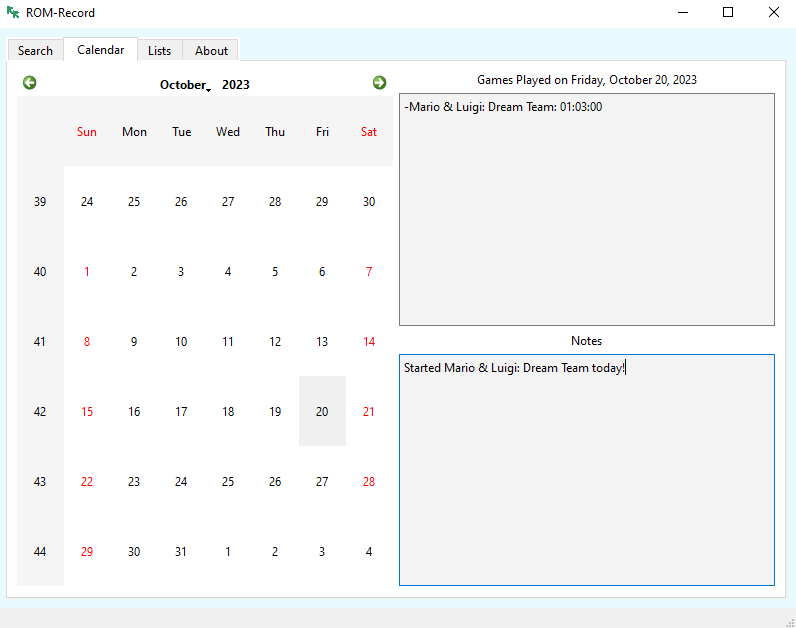 ROM-Record
Search Calendar Lists About
October 2023
Sun Mon Tue Wed Thu Fri Sat
39 24 25 26 27 28 29 30
40 1 2 3 4 5 6 7
41 8 9 10 11 12 13 14
42 15 16 17 18 19 20 21
43 22 23 24 25 26 27 28
44 29 30 31 1 2 3 4
Games Played on Friday, October 20, 2023
-Mario & Luigi: Dream Team: 01:03:00
Notes
Started Mario & Luigi: Dream Team today!